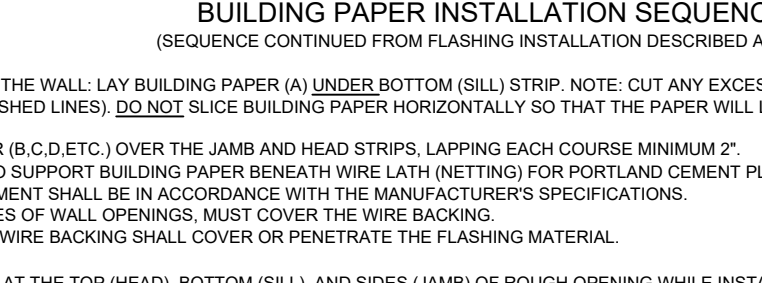 BUILDING PAPER INSTALLATION SEQUENC
(SEQUENCE CONTINUED FROM FLASHING INSTALLATION DESCRIBED A
THE WALL: LAY BUILDING PAPER (A) UNDER BOTTOM (SILL) STRIP. NOTE: CUT ANY EXCES
SHED LINES). DO NOT SLICE BUILDING PAPER HORIZONTALLY SO THAT THE PAPER WILL L
R (B,C,D,ETC.) OVER THE JAMB AND HEAD STRIPS, LAPPING EACH COURSE MINIMUM 2".
O SUPPORT BUILDING PAPER BENEATH WIRE LATH (NETTING) FOR PORTLAND CEMENT PL
MENT SHALL BE IN ACCORDANCE WITH THE MANUFACTURER'S SPECIFICATIONS.
ES OF WALL OPENINGS, MUST COVER THE WIRE BACKING.
WIRE BACKING SHALL COVER OR PENETRATE THE FLASHING MATERIAL.
AT THE TOP (HEAD), BOTTOM (SILL), AND SIDES (JAMB) OF ROUGH OPENING WHILE INSTA